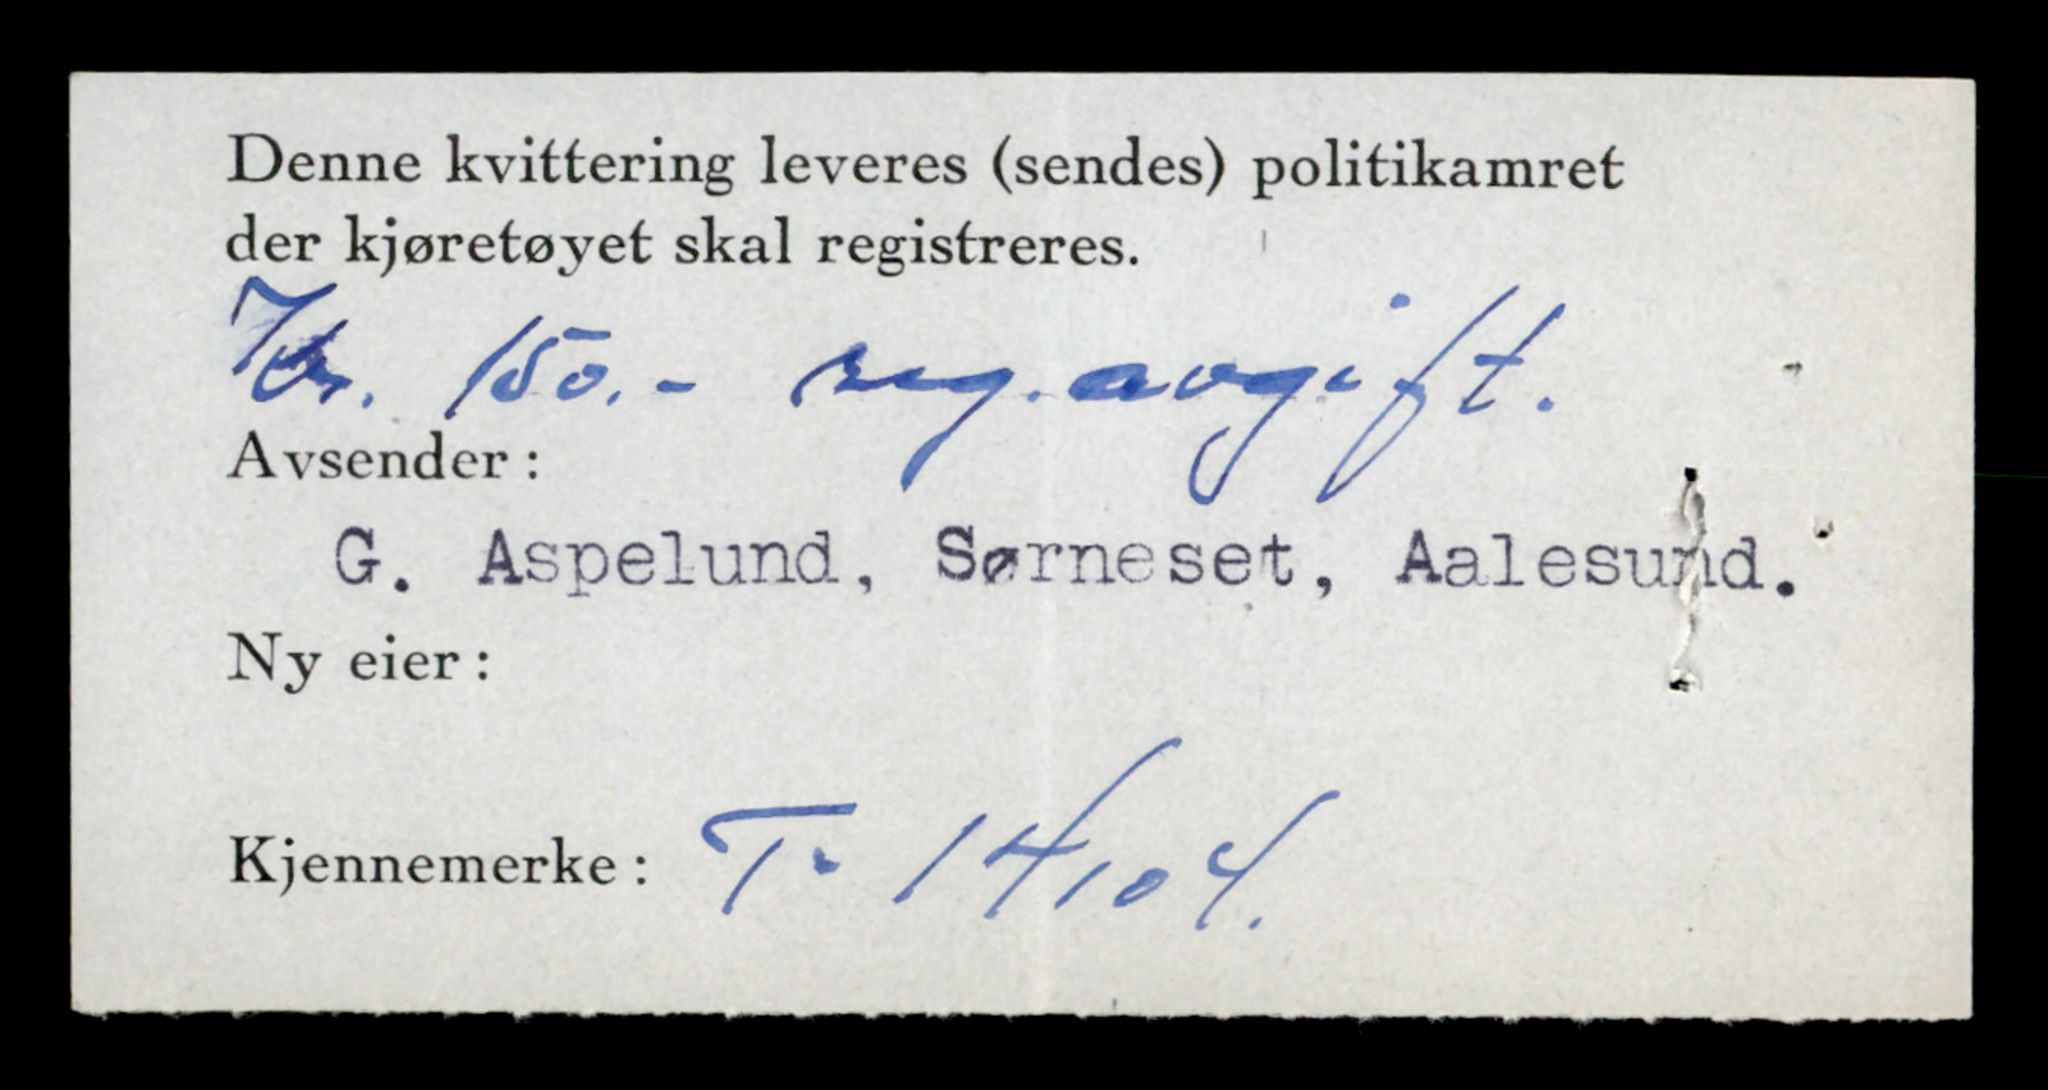 Denne kvittering leveres (sendes) politikamret
der kjøretøyet skal registreres.
Kr. 150.- reg. avgift.
Avsender:
G. Aspelund, Sørneset, Aalesund.
Ny eier:
Kjennemerke: T- 14104.